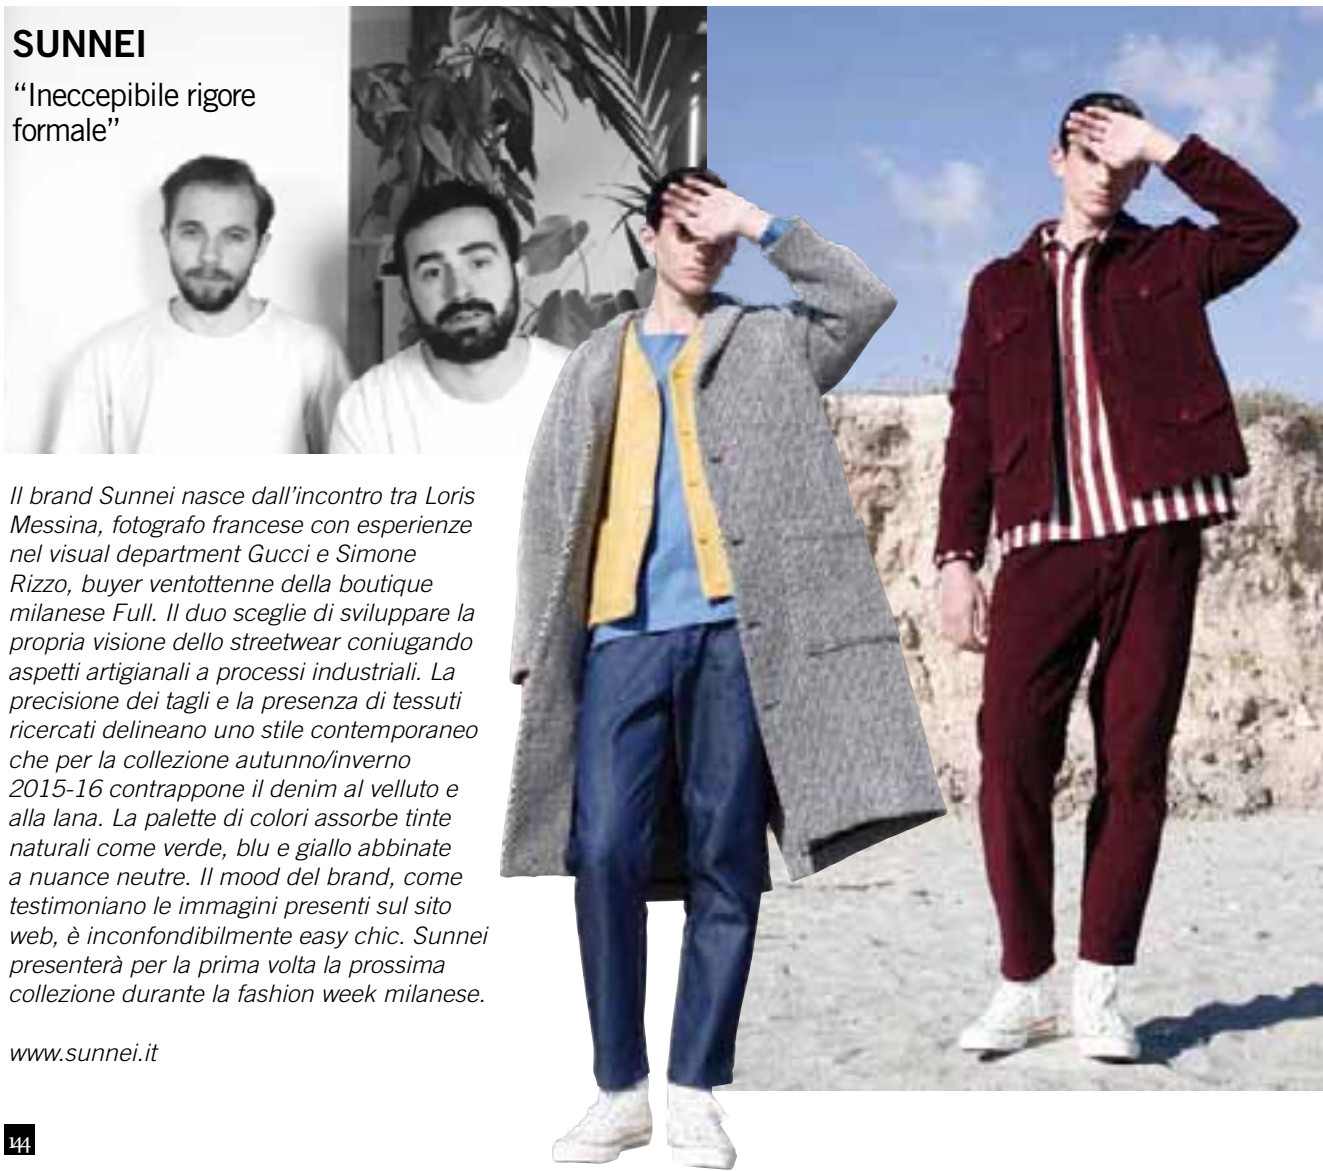 SUNNEI
“Ineccepibile rigore
formale”
Il brand Sunnei nasce dall’incontro tra Loris
Messina, fotografo francese con esperienze
nel visual department Gucci e Simone
Rizzo, buyer ventottenne della boutique
milanese Full. Il duo sceglie di sviluppare la
propria visione dello streetwear coniugando
aspetti artigianali a processi industriali. La
precisione dei tagli e la presenza di tessuti
ricercati delineano uno stile contemporaneo
che per la collezione autunno/inverno
2015-16 contrappone il denim al velluto e
alla lana. La palette di colori assorbe tinte
naturali come verde, blu e giallo abbinate
a nuance neutre. Il mood del brand, come
testimoniano le immagini presenti sul sito
web, è inconfondibilmente easy chic. Sunnei
presenterà per la prima volta la prossima
collezione durante la fashion week milanese.
www.sunnei.it
144